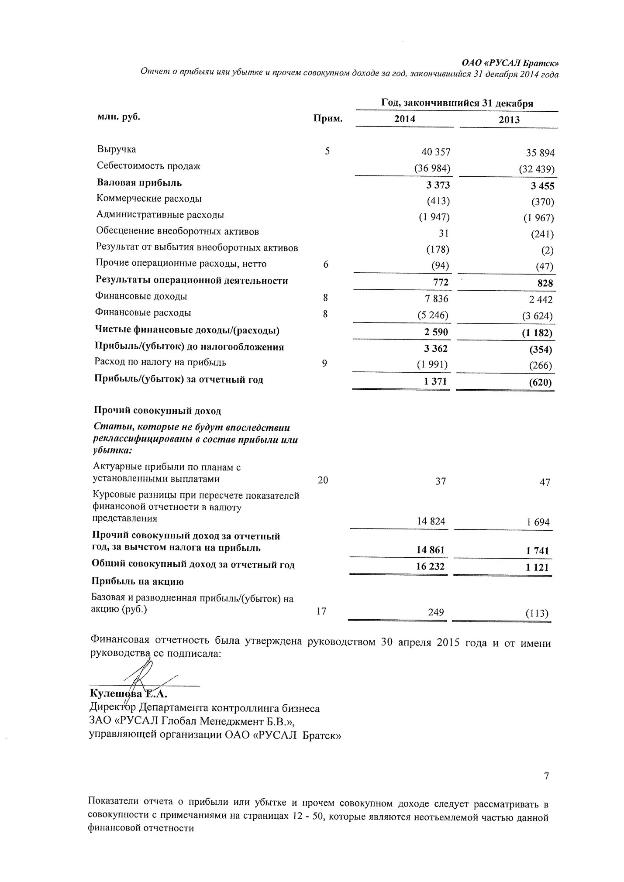 ОАО «РУСАЛ Братск»
Отчет о прибыли или убытке и прочем совокупном доходе за год, закончившийся 31 декабря 2014 года
Год, закончившийся 31 декабря
млн. руб. Прим. 2014 2013
Выручка 5 40 357 35 894
Себестоимость продаж (36 984) (32 439)
Валовая прибыль 3 373 3 455
Коммерческие расходы (413) (370)
Административные расходы (1 947) (1 967)
Обесценение внеоборотных активов 31 (241)
Результат от выбытия внеоборотных активов (178) (2)
Прочие операционные расходы, нетто 6 (94) (47)
Результаты операционной деятельности 772 828
Финансовые доходы 8 7 836 2 442
Финансовые расходы 8 (5 246) (3 624)
Чистые финансовые доходы/(расходы) 2 590 (1 182)
Прибыль/(убыток) до налогообложения 3 362 (354)
Расход по налогу на прибыль 9 (1 991) (266)
Прибыль/(убыток) за отчетный год 1 371 (620)
Прочий совокупный доход
Статьи, которые не будут впоследствии
реклассифицированы в состав прибыли или
убытка:
Актуарные прибыли по планам с
установленными выплатами 20 37 47
Курсовые разницы при пересчете показателей
финансовой отчетности в валюту
представления 14 824 1 694
Прочий совокупный доход за отчетный
год, за вычетом налога на прибыль 14 861 1 741
Общий совокупный доход за отчетный год 16 232 1 121
Прибыль на акцию
Базовая и разводненная прибыль/(убыток) на
акцию (руб.) 17 249 (113)
Финансовая отчетность была утверждена руководством 30 апреля 2015 года и от имени
руководства ее подписала:
Кулешова Е.А.
Директор Департамента контроллинга бизнеса
ЗАО «РУСАЛ Глобал Менеджмент Б.В.»,
управляющей организации ОАО «РУСАЛ Братск»
7
Показатели отчета о прибыли или убытке и прочем совокупном доходе следует рассматривать в
совокупности с примечаниями на страницах 12 - 50, которые являются неотъемлемой частью данной
финансовой отчетности